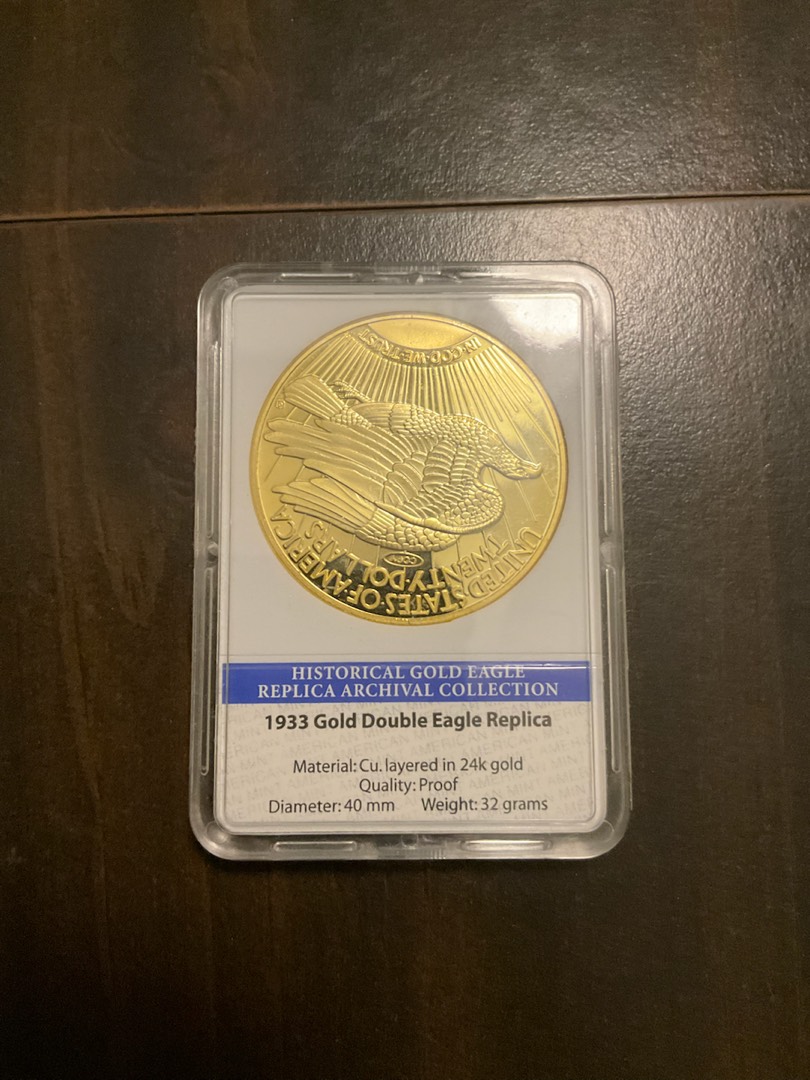 IN·GOD·WE·TRUST
UNITED·STATES·OF·AMERICA
TWENTY·DOLLARS
COPY
HISTORICAL GOLD EAGLE
REPLICA ARCHIVAL COLLECTION
1933 Gold Double Eagle Replica
Material: Cu. layered in 24k gold
Quality: Proof
Diameter: 40 mm Weight: 32 grams